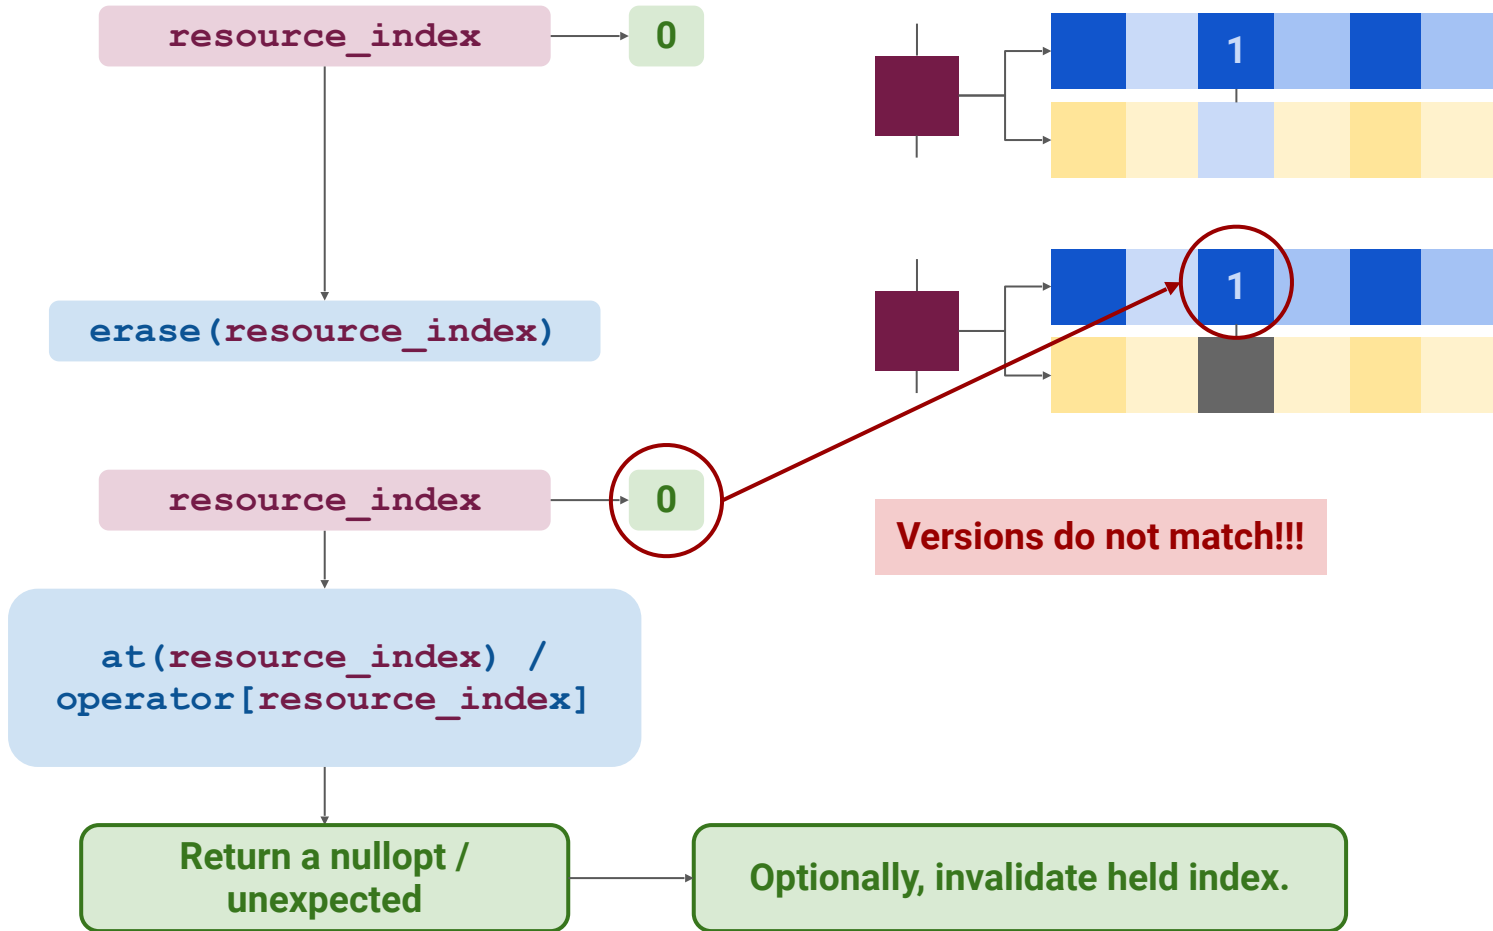 resource_index
0
1
erase(resource_index)
1
resource_index
0
Versions do not match!!!
at(resource_index) /
operator[resource_index]
Return a nullopt /
unexpected
Optionally, invalidate held index.